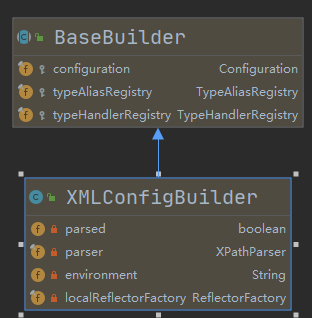 BaseBuilder
configuration Configuration
typeAliasRegistry TypeAliasRegistry
typeHandlerRegistry TypeHandlerRegistry
XMLConfigBuilder
parsed boolean
parser XPathParser
environment String
localReflectorFactory ReflectorFactory